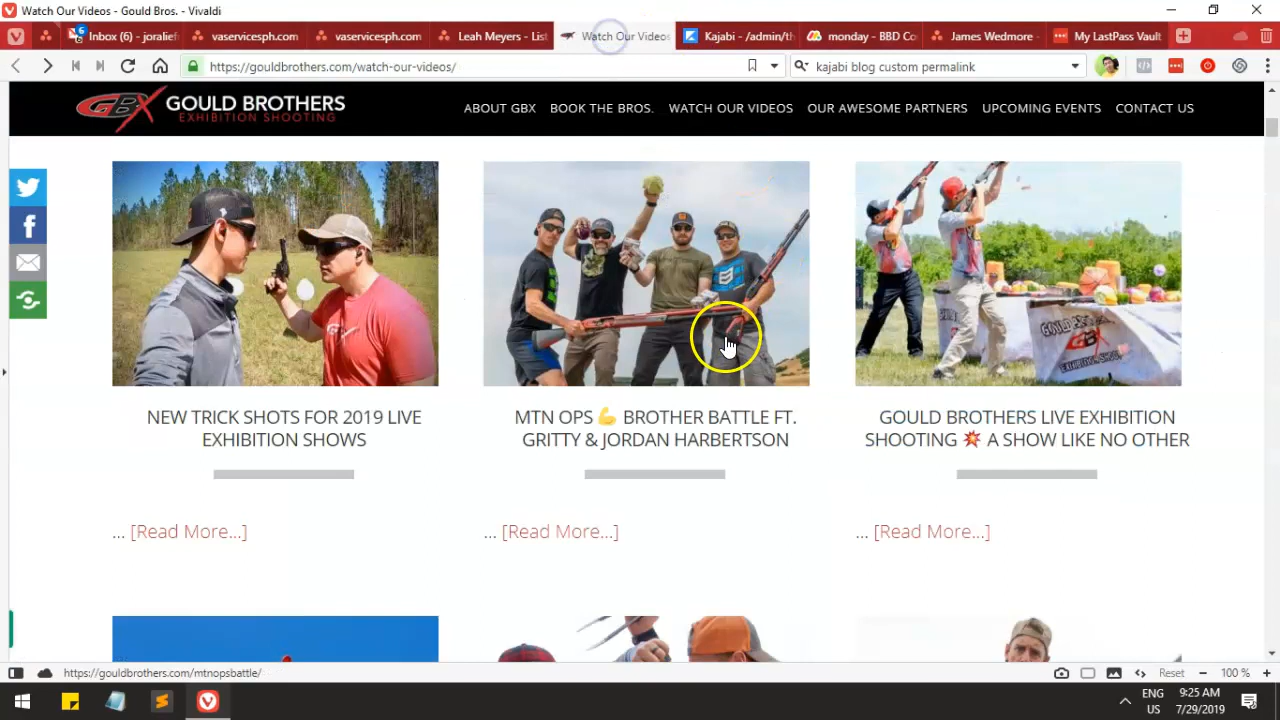 Watch Our Videos - Gould Bros. - Vivaldi
6
Inbox (6) - joralief
vaservicesph.com
vaservicesph.com
Leah Meyers - List
Watch Our Videos
Kajabi - /admin/th
monday - BBD Co
James Wedmore -
My LastPass Vault
https://gouldbrothers.com/watch-our-videos/
kajabi blog custom permalink
GBX GOULD BROTHERS
EXHIBITION SHOOTING
ABOUT GBX
BOOK THE BROS.
WATCH OUR VIDEOS
OUR AWESOME PARTNERS
UPCOMING EVENTS
CONTACT US
GBX
NEW TRICK SHOTS FOR 2019 LIVE
EXHIBITION SHOWS
MTN OPS 💪 BROTHER BATTLE FT.
GRITTY & JORDAN HARBERTSON
GOULD BROTHERS LIVE EXHIBITION
SHOOTING 💥 A SHOW LIKE NO OTHER
... [Read More...]
... [Read More...]
... [Read More...]
https://gouldbrothers.com/mtnopsbattle/
Reset
100 %
ENG
US
9:25 AM
7/29/2019